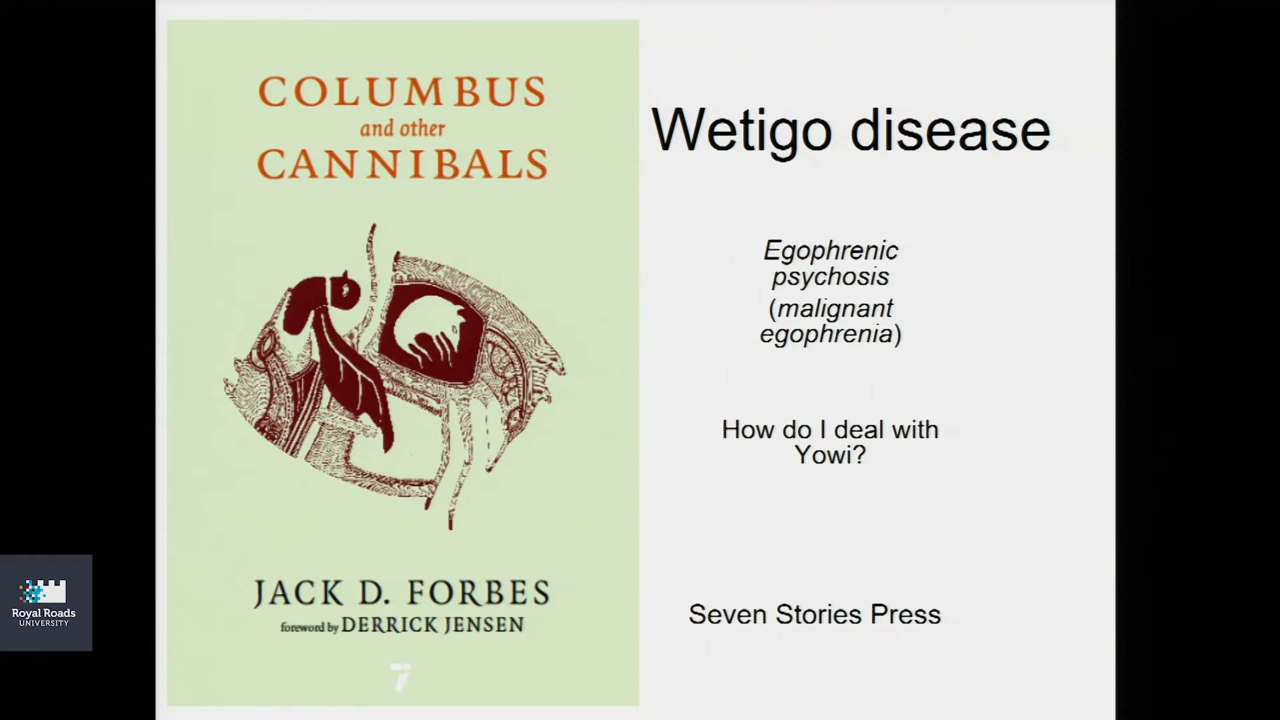 COLUMBUS
and other
CANNIBALS
JACK D. FORBES
foreword by DERRICK JENSEN
7
Wetigo disease
Egophrenic
psychosis
(malignant
egophrenia)
How do I deal with
Yowi?
Seven Stories Press
Royal Roads
UNIVERSITY